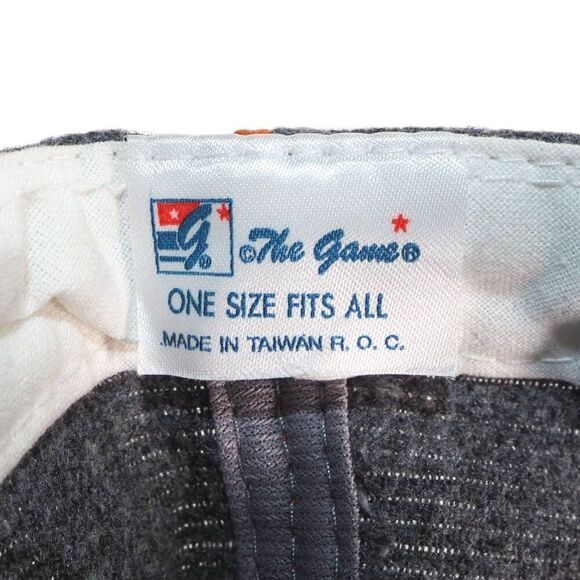 G
©The Game®
ONE SIZE FITS ALL
MADE IN TAIWAN R. O. C.